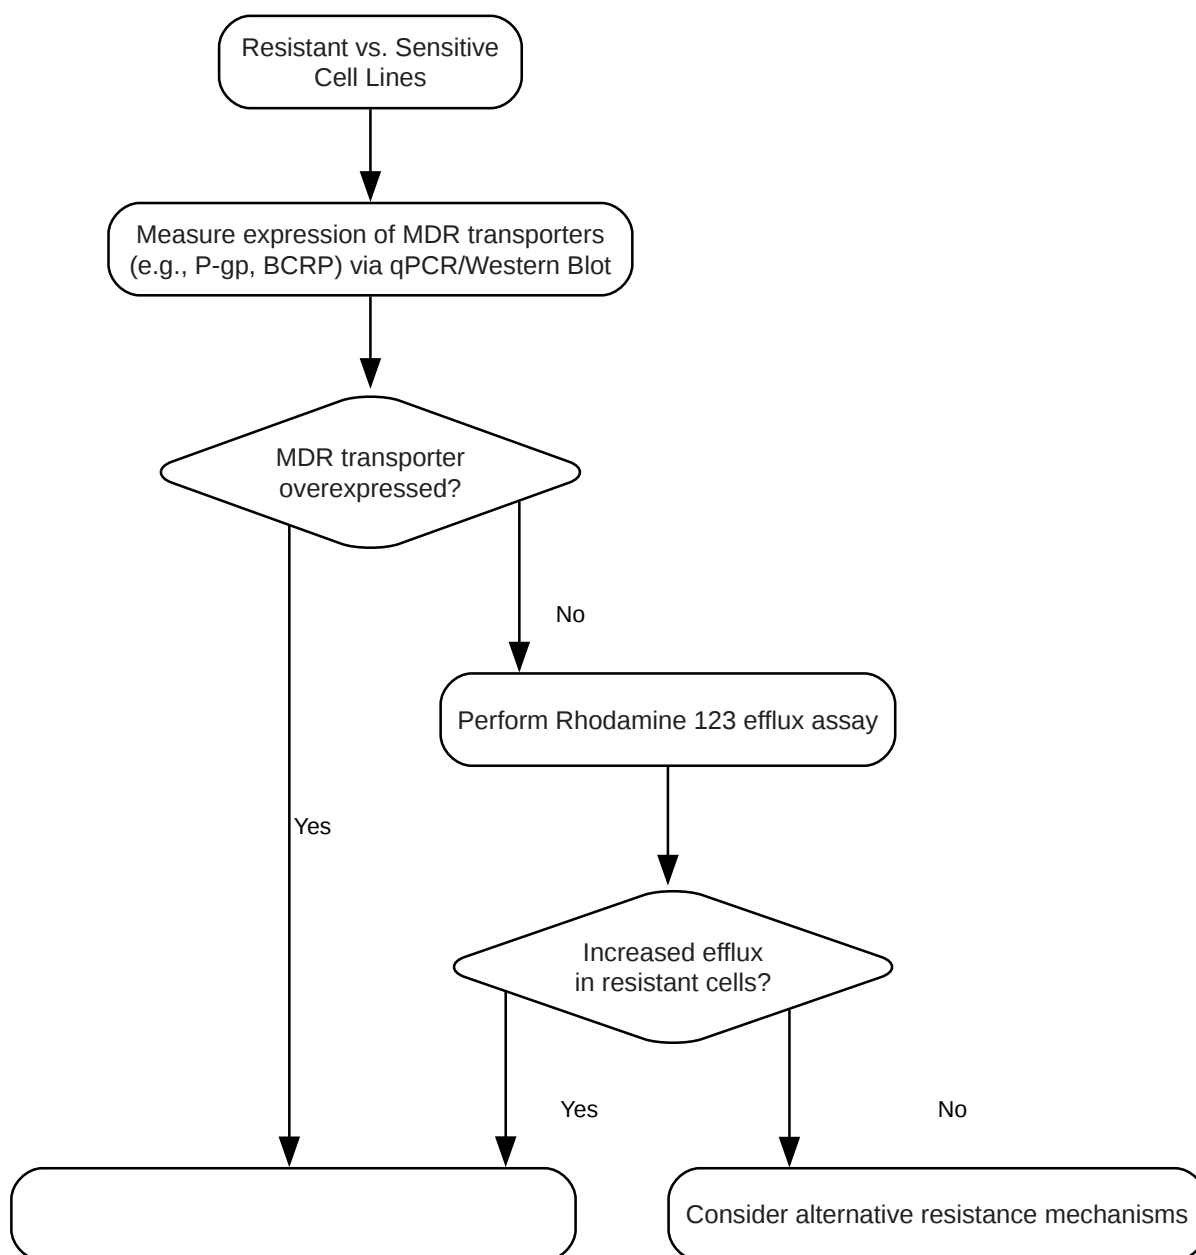 Resistant vs. Sensitive
Cell Lines
Measure expression of MDR transporters
(e.g., P-gp, BCRP) via qPCR/Western Blot
MDR transporter
overexpressed?
No
Perform Rhodamine 123 efflux assay
Yes
Increased efflux
in resistant cells?
Yes
No
Consider alternative resistance mechanisms